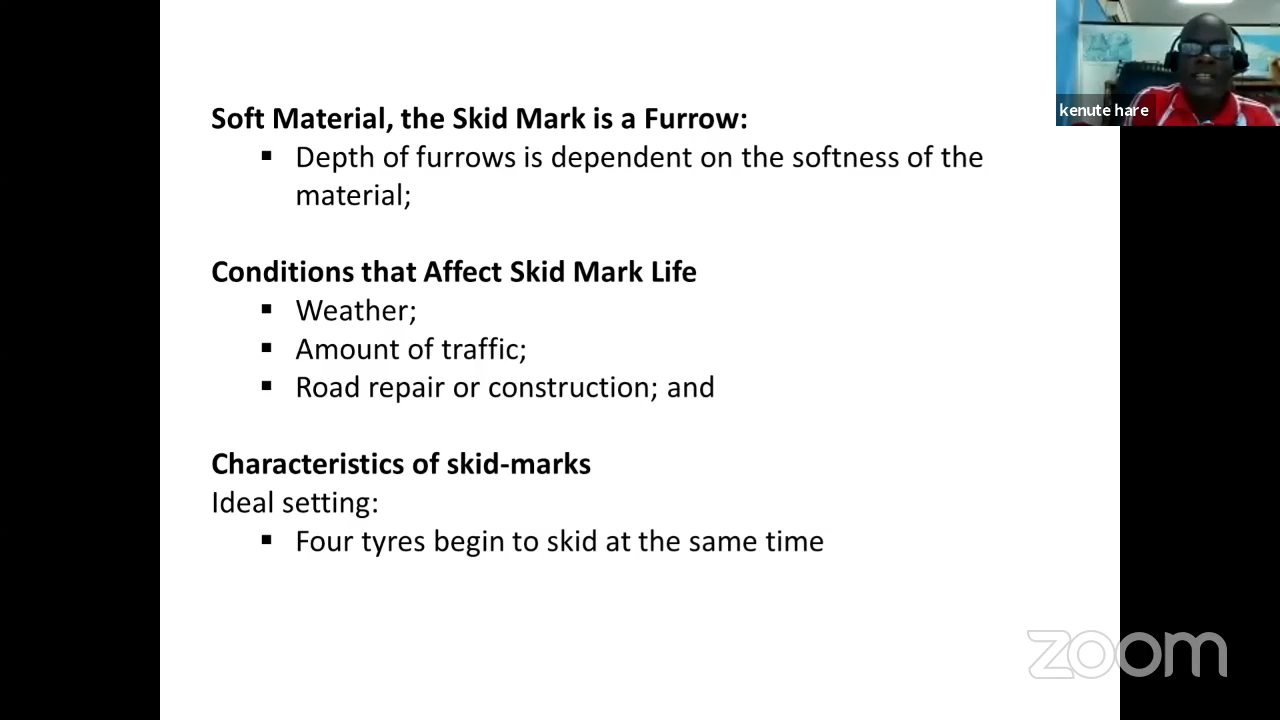 Soft Material, the Skid Mark is a Furrow:
▪ Depth of furrows is dependent on the softness of the
material;
Conditions that Affect Skid Mark Life
▪ Weather;
▪ Amount of traffic;
▪ Road repair or construction; and
Characteristics of skid-marks
Ideal setting:
▪ Four tyres begin to skid at the same time
kenute hare
zoom